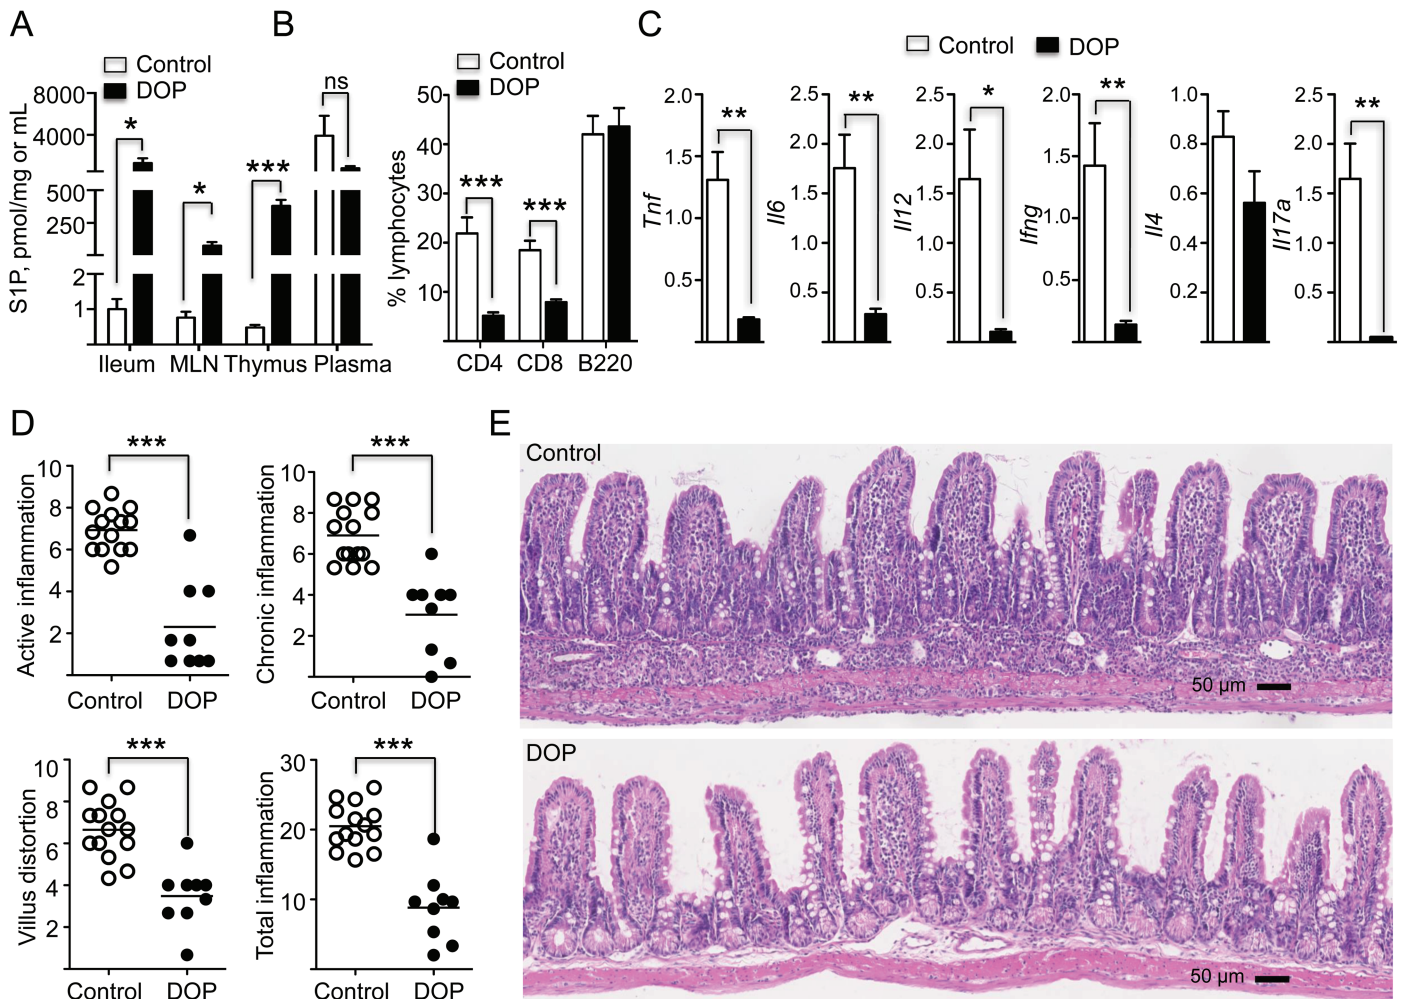 A
B
C
Control
DOP
S1P, pmol/mg or mL
8000
4000
500
250
2
1
*
*
***
ns
Ileum
MLN
Thymus
Plasma
Control
DOP
% lymphocytes
50
40
30
20
10
***
***
CD4
CD8
B220
Control
DOP
Tnf
2.0
1.5
1.0
0.5
**
Il6
2.5
2.0
1.5
1.0
0.5
**
Il12
2.5
2.0
1.5
1.0
0.5
*
Ifng
2.0
1.5
1.0
0.5
**
Il4
1.0
0.8
0.6
0.4
0.2
Il17a
2.5
2.0
1.5
1.0
0.5
**
D
Active inflammation
10
8
6
4
2
***
Control
DOP
Chronic inflammation
10
8
6
4
2
***
Control
DOP
Villus distortion
10
8
6
4
2
***
Control
DOP
Total inflammation
30
20
10
***
Control
DOP
E
Control
50 µm
DOP
50 µm